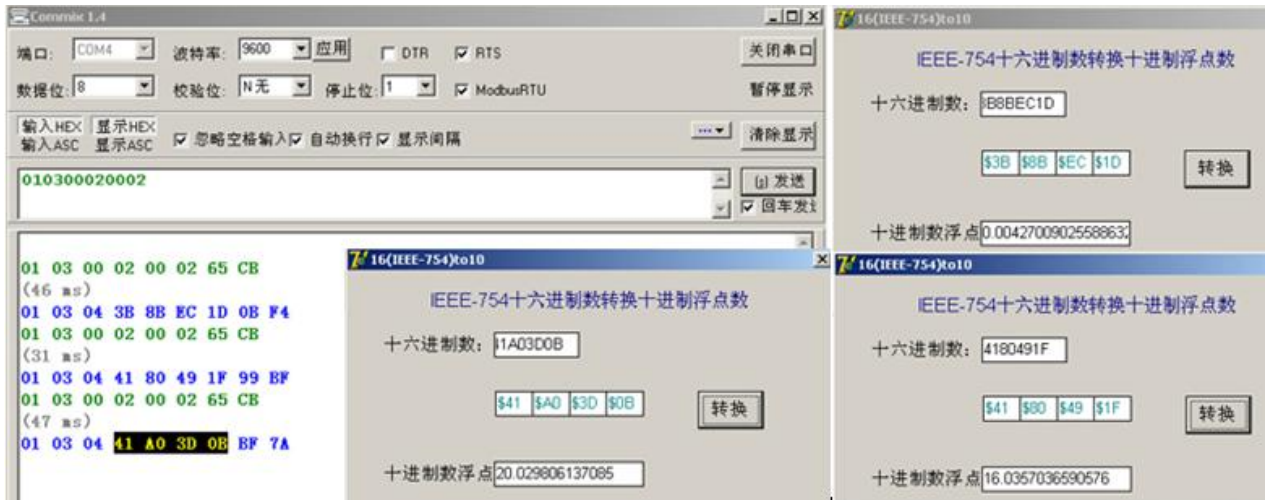 Commix 1.4
端口: COM4 波特率: 9600 应用 DTR RTS 关闭串口
数据位: 8 校验位: N无 停止位: 1 ModbusRTU 暂停显示
输入HEX 显示HEX
输入ASC 显示ASC
忽略空格输入 自动换行 显示间隔 ... 清除显示
010300020002
发送
回车发
01 03 00 02 00 02 65 CB
(46 ms)
01 03 04 3B 8B EC 1D 0B F4
01 03 00 02 00 02 65 CB
(31 ms)
01 03 04 41 80 49 1F 99 BF
01 03 00 02 00 02 65 CB
(47 ms)
01 03 04 41 A0 3D 0B BF 7A
16(IEEE-754)to10
IEEE-754十六进制数转换十进制浮点数
十六进制数: B8BEC1D
$3B $8B $EC $1D 转换
十进制数浮点 0.0042700902558863
16(IEEE-754)to10
IEEE-754十六进制数转换十进制浮点数
十六进制数: 1A03D0B
$41 $A0 $3D $0B 转换
十进制数浮点 20.029806137085
16(IEEE-754)to10
IEEE-754十六进制数转换十进制浮点数
十六进制数: 4180491F
$41 $80 $49 $1F 转换
十进制数浮点 16.0357036590576